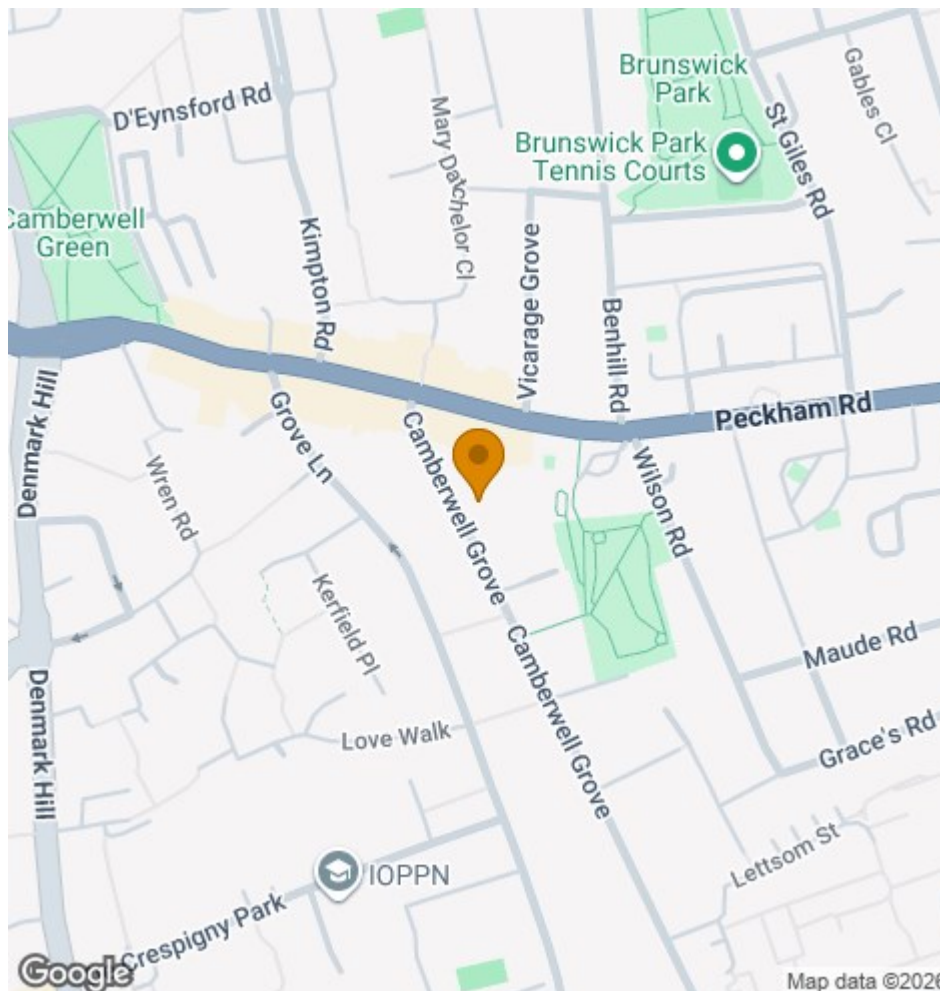 Brunswick
Park
Gables Cl
D'Eynsford Rd
Mary Datchelor Cl
Brunswick Park
Tennis Courts
St Giles Rd
Camberwell
Green
Kimpton Rd
Vicarage Grove
Benhill Rd
Denmark Hill
Grove Ln
Peckham Rd
Camberwell Grove
Wilson Rd
Wren Rd
Kerfield Pl
Camberwell Grove
Maude Rd
Denmark Hill
Love Walk
Grace's Rd
Lettsom St
IOPPN
Crespigny Park
Google
Map data ©2026